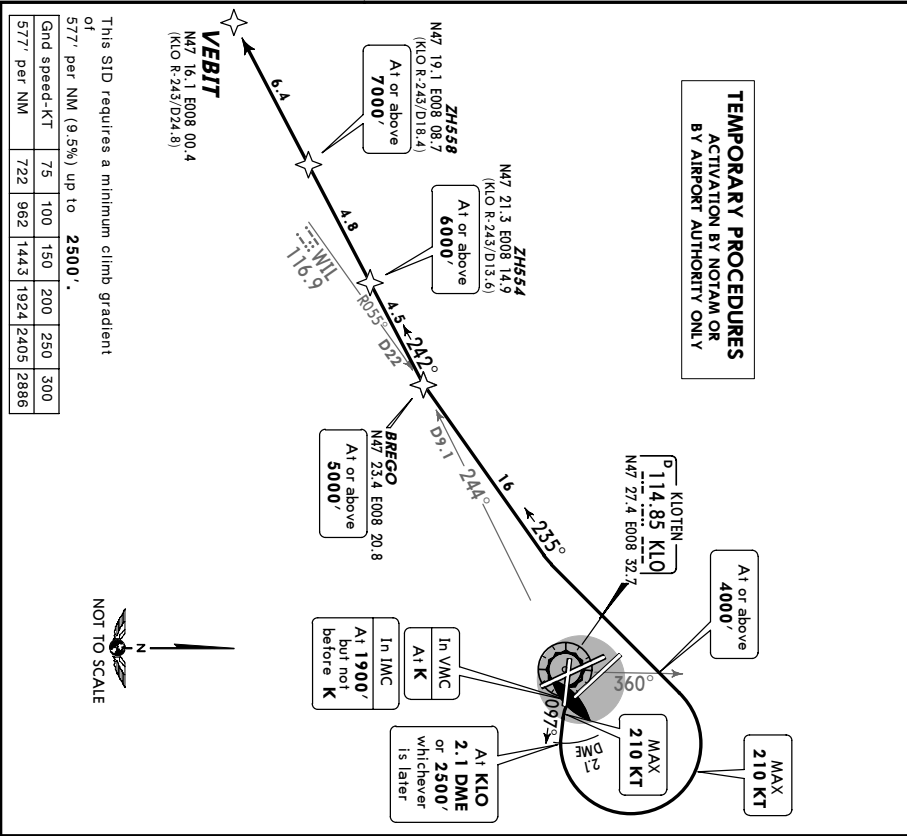 TEMPORARY PROCEDURES
ACTIVATION BY NOTAM OR
BY AIRPORT AUTHORITY ONLY
At or above
4000'
MAX
210 KT
KLOTEN
D 114.85 KLO
N47 27.4 E008 32.7
360°
MAX
210 KT
097°
2.1
DME
At KLO
2.1 DME
or 2500'
whichever
is later
In VMC
At K
In IMC
At 1900'
but not
before K
235°
16
244°
D9.1
BREGO
N47 23.4 E008 20.8
At or above
5000'
242°
4.5
D22
R055°
WIL
116.9
ZH554
N47 21.3 E008 14.9
(KLO R-243/D13.6)
At or above
6000'
4.8
ZH558
N47 19.1 E008 08.7
(KLO R-243/D18.4)
At or above
7000'
6.4
VEBIT
N47 16.1 E008 00.4
(KLO R-243/D24.8)
N
NOT TO SCALE
This SID requires a minimum climb gradient
of
577' per NM (9.5%) up to 2500'.
Gnd speed-KT 75 100 150 200 250 300
577' per NM 722 962 1443 1924 2405 2886